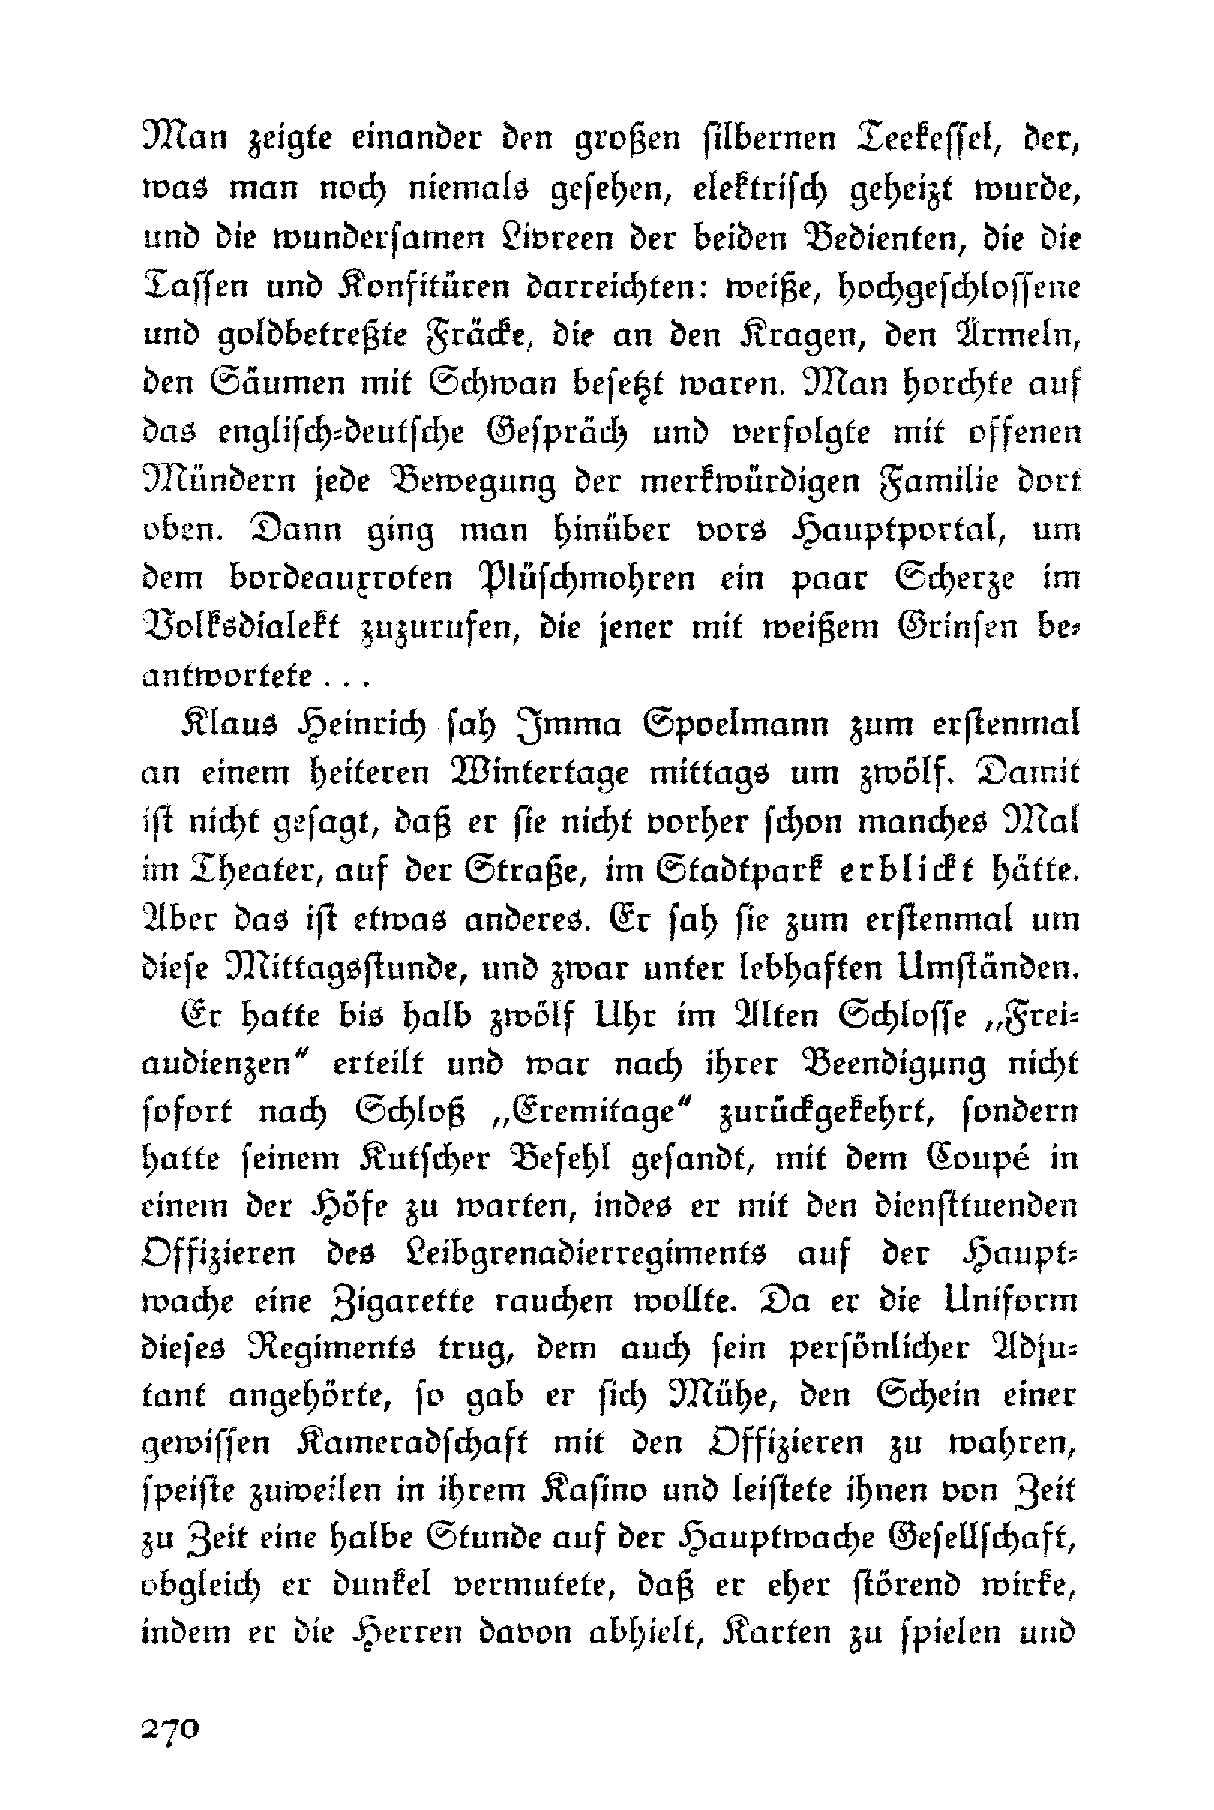 Man zeigte einander den großen ſilbernen Teekeſſel, der,
was man noch niemals geſehen, elektriſch geheizt wurde,
und die wunderſamen Livreen der beiden Bedienten, die die
Taſſen und Konfitüren darreichten: weiße, hochgeſchloſſene
und goldbetreßte Fräcke, die an den Kragen, den Ärmeln,
den Säumen mit Schwan beſetzt waren. Man horchte auf
das engliſch-deutſche Geſpräch und verfolgte mit offenen
Mündern jede Bewegung der merkwürdigen Familie dort
oben. Dann ging man hinüber vors Hauptportal, um
dem bordeauxroten Plüſchmohren ein paar Scherze im
Volksdialekt zuzurufen, die jener mit weißem Grinſen be-
antwortete . . .
Klaus Heinrich ſah Imma Spoelmann zum erſtenmal
an einem heiteren Wintertage mittags um zwölf. Damit
iſt nicht geſagt, daß er ſie nicht vorher ſchon manches Mal
im Theater, auf der Straße, im Stadtpark erblickt hätte.
Aber das iſt etwas anderes. Er ſah ſie zum erſtenmal um
dieſe Mittagsſtunde, und zwar unter lebhaften Umſtänden.
Er hatte bis halb zwölf Uhr im Alten Schloſſe „Frei-
audienzen“ erteilt und war nach ihrer Beendigung nicht
ſofort nach Schloß „Eremitage“ zurückgekehrt, ſondern
hatte ſeinem Kutſcher Befehl geſandt, mit dem Coupé in
einem der Höfe zu warten, indes er mit den dienſttuenden
Offizieren des Leibgrenadierregiments auf der Haupt-
wache eine Zigarette rauchen wollte. Da er die Uniform
dieſes Regiments trug, dem auch ſein perſönlicher Adju-
tant angehörte, ſo gab er ſich Mühe, den Schein einer
gewiſſen Kameradſchaft mit den Offizieren zu wahren,
ſpeiſte zuweilen in ihrem Kaſino und leiſtete ihnen von Zeit
zu Zeit eine halbe Stunde auf der Hauptwache Geſellſchaft,
obgleich er dunkel vermutete, daß er eher ſtörend wirke,
indem er die Herren davon abhielt, Karten zu ſpielen und
270